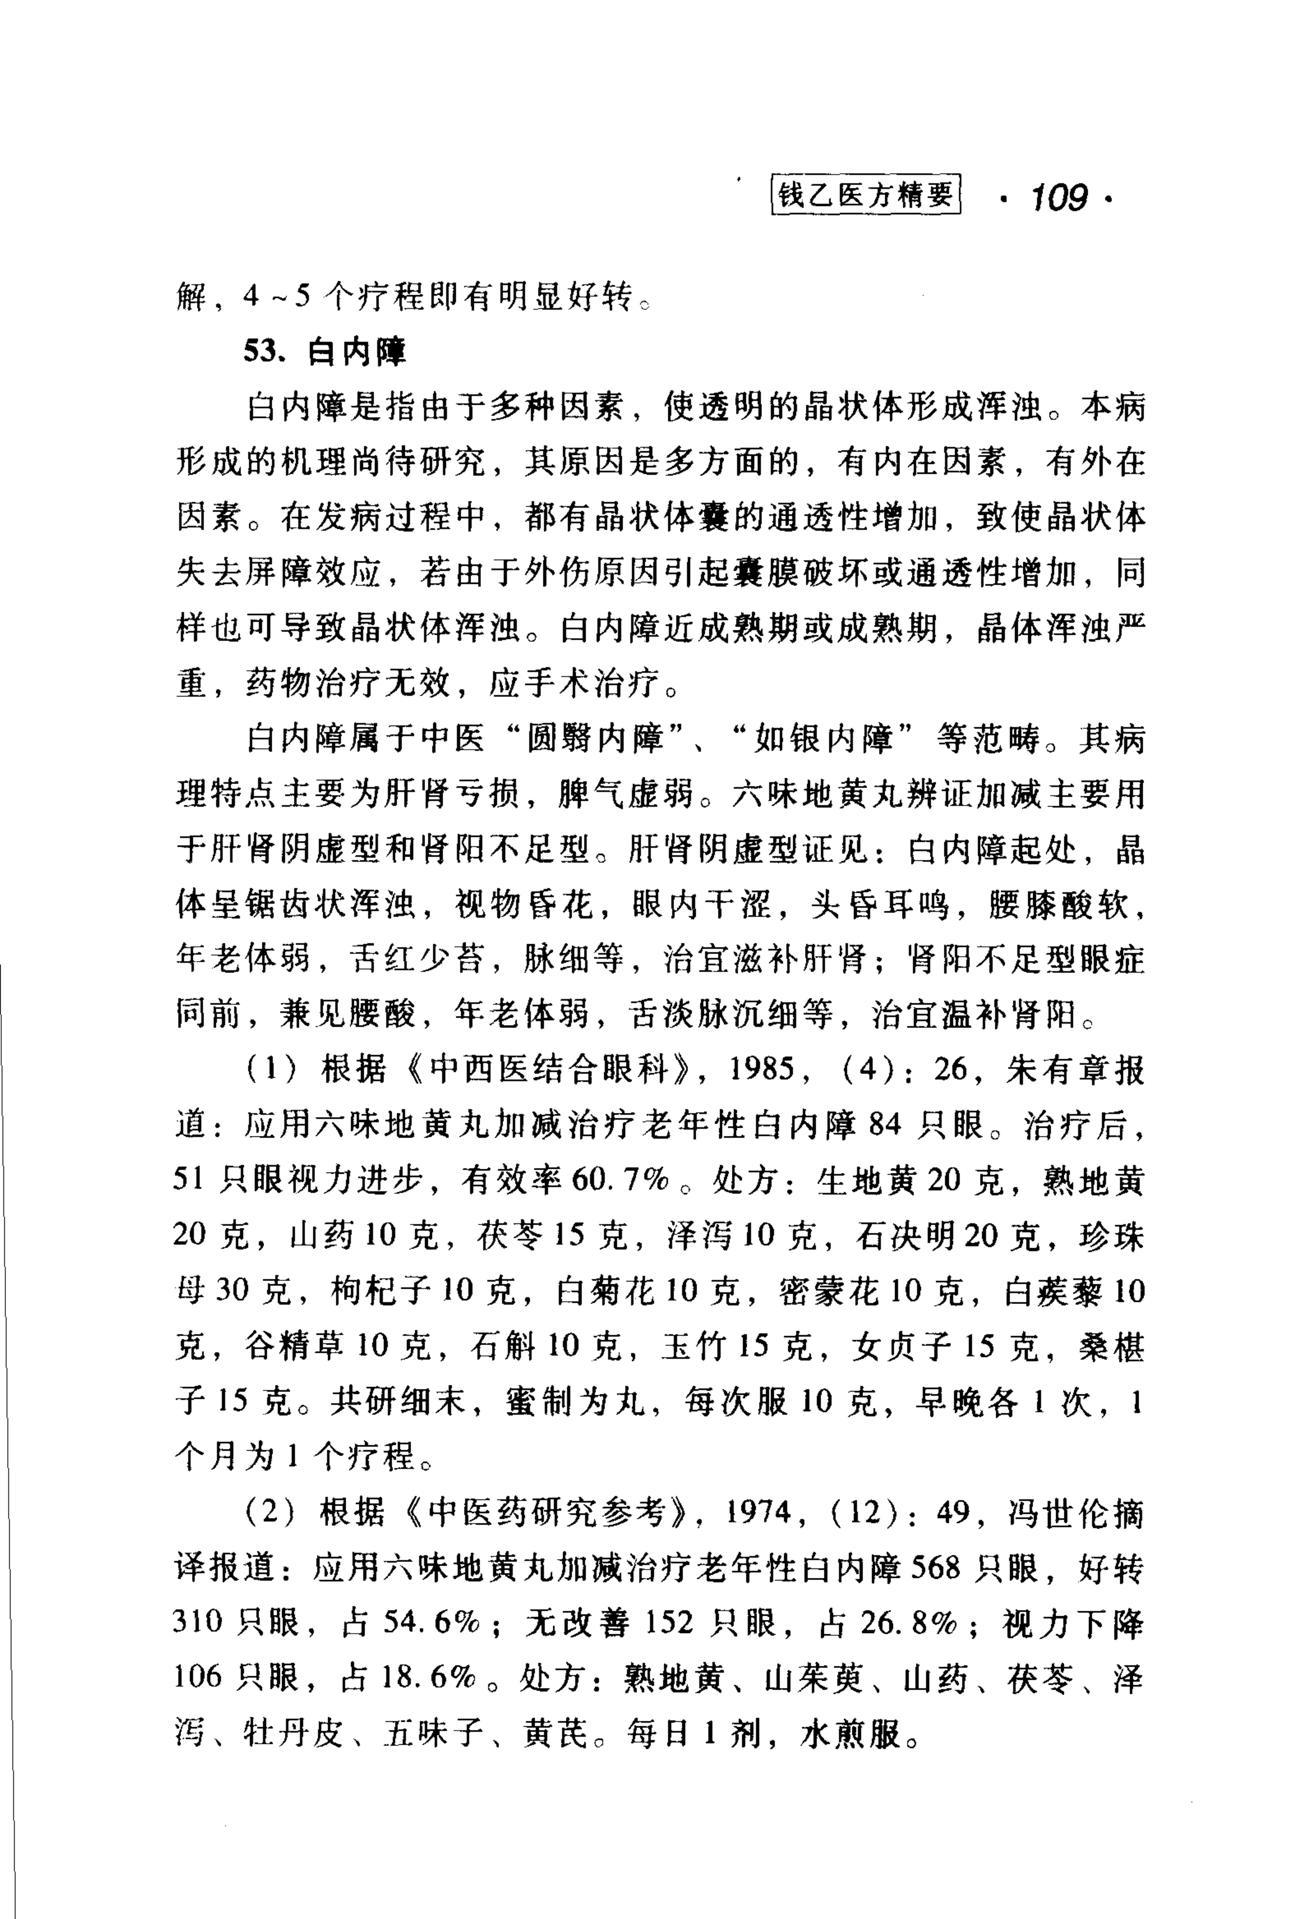 钱乙医方精要 · 109 ·
解，4～5个疗程即有明显好转。
53. 白内障
白内障是指由于多种因素，使透明的晶状体形成浑浊。本病
形成的机理尚待研究，其原因是多方面的，有内在因素，有外在
因素。在发病过程中，都有晶状体囊的通透性增加，致使晶状体
失去屏障效应，若由于外伤原因引起囊膜破坏或通透性增加，同
样也可导致晶状体浑浊。白内障近成熟期或成熟期，晶体浑浊严
重，药物治疗无效，应手术治疗。
白内障属于中医“圆翳内障”、“如银内障”等范畴。其病
理特点主要为肝肾亏损，脾气虚弱。六味地黄丸辨证加减主要用
于肝肾阴虚型和肾阳不足型。肝肾阴虚型证见：白内障起处，晶
体呈锯齿状浑浊，视物昏花，眼内干涩，头昏耳鸣，腰膝酸软，
年老体弱，舌红少苔，脉细等，治宜滋补肝肾；肾阳不足型眼症
同前，兼见腰酸，年老体弱，舌淡脉沉细等，治宜温补肾阳。
（1）根据《中西医结合眼科》，1985，（4）：26，朱有章报
道：应用六味地黄丸加减治疗老年性白内障84只眼。治疗后，
51只眼视力进步，有效率60.7%。处方：生地黄20克，熟地黄
20克，山药10克，茯苓15克，泽泻10克，石决明20克，珍珠
母30克，枸杞子10克，白菊花10克，密蒙花10克，白蒺藜10
克，谷精草10克，石斛10克，玉竹15克，女贞子15克，桑椹
子15克。共研细末，蜜制为丸，每次服10克，早晚各1次，1
个月为1个疗程。
（2）根据《中医药研究参考》，1974，（12）：49，冯世伦摘
译报道：应用六味地黄丸加减治疗老年性白内障568只眼，好转
310只眼，占54.6%；无改善152只眼，占26.8%；视力下降
106只眼，占18.6%。处方：熟地黄、山茱萸、山药、茯苓、泽
泻、牡丹皮、五味子、黄芪。每日1剂，水煎服。